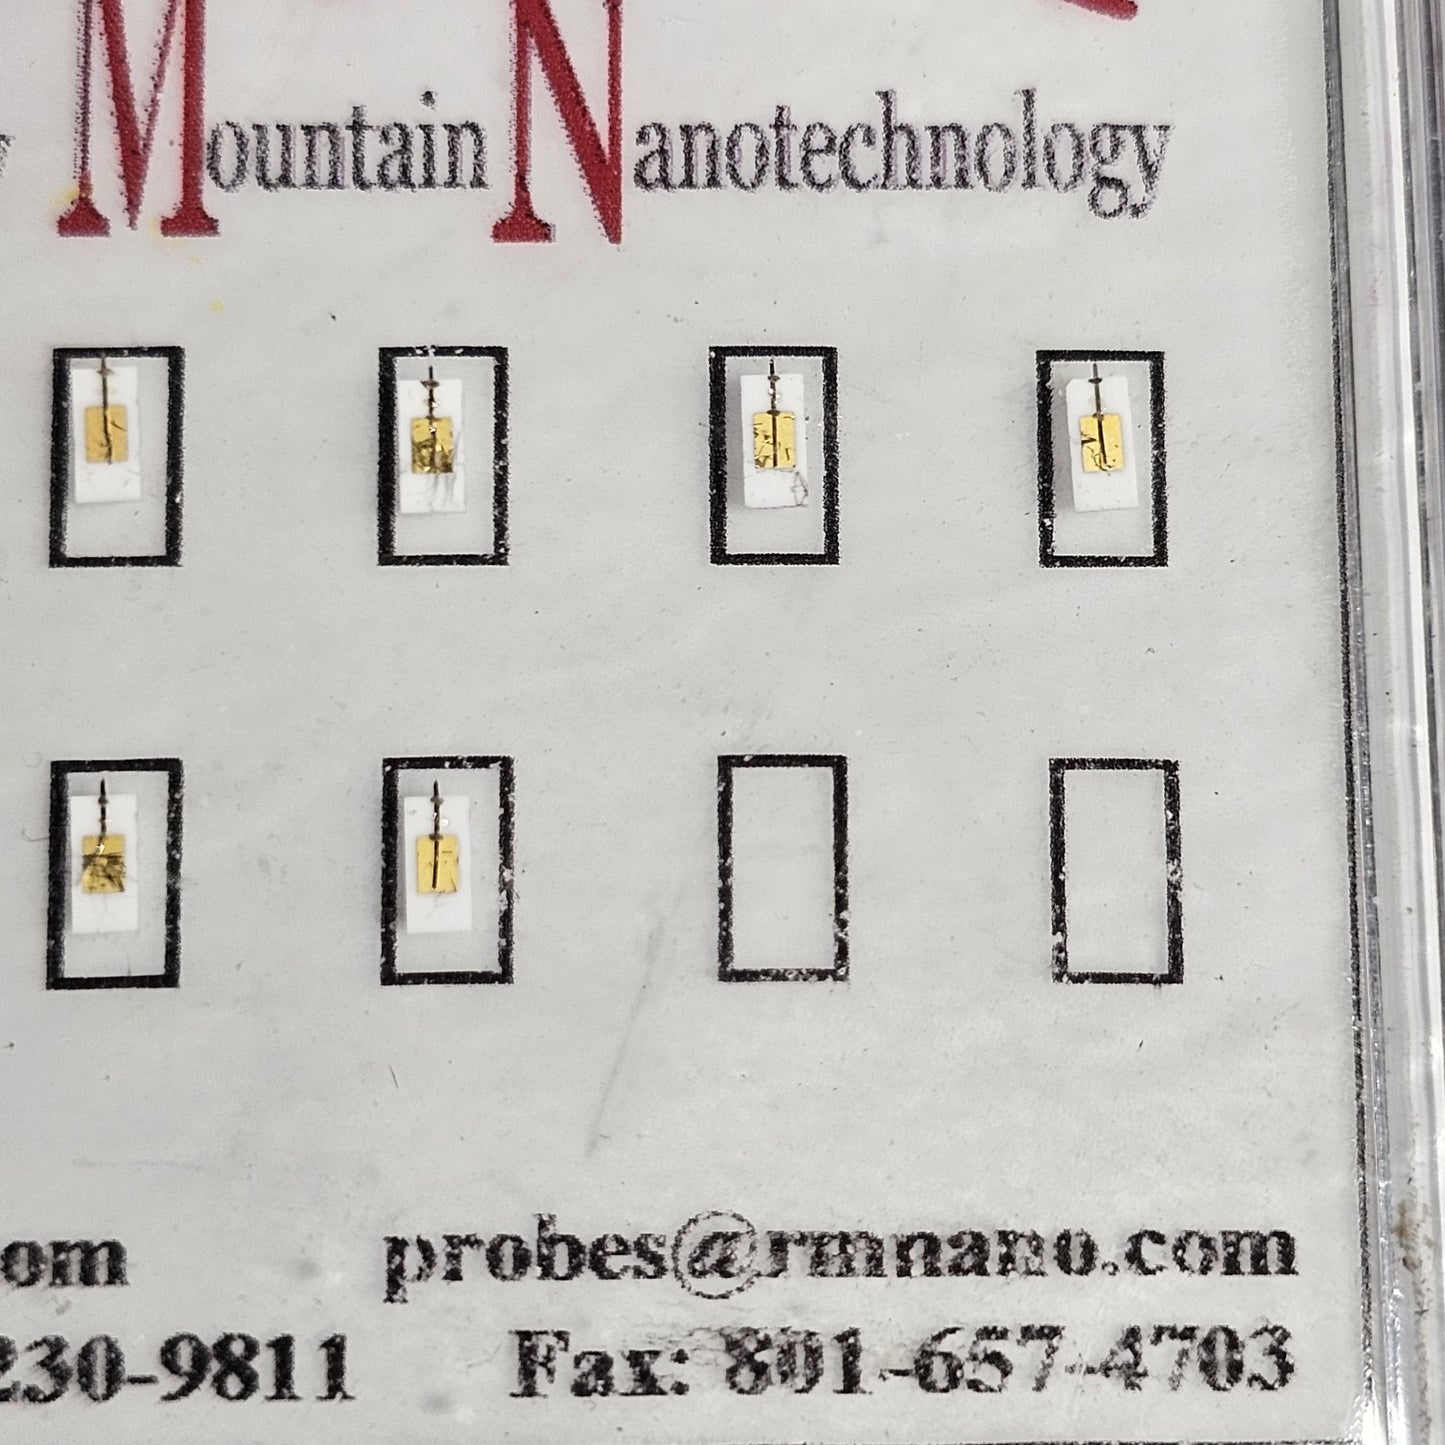 y Mountain Nanotechnology
om probes@rmnano.com
230-9811 Fax: 801-657-4703